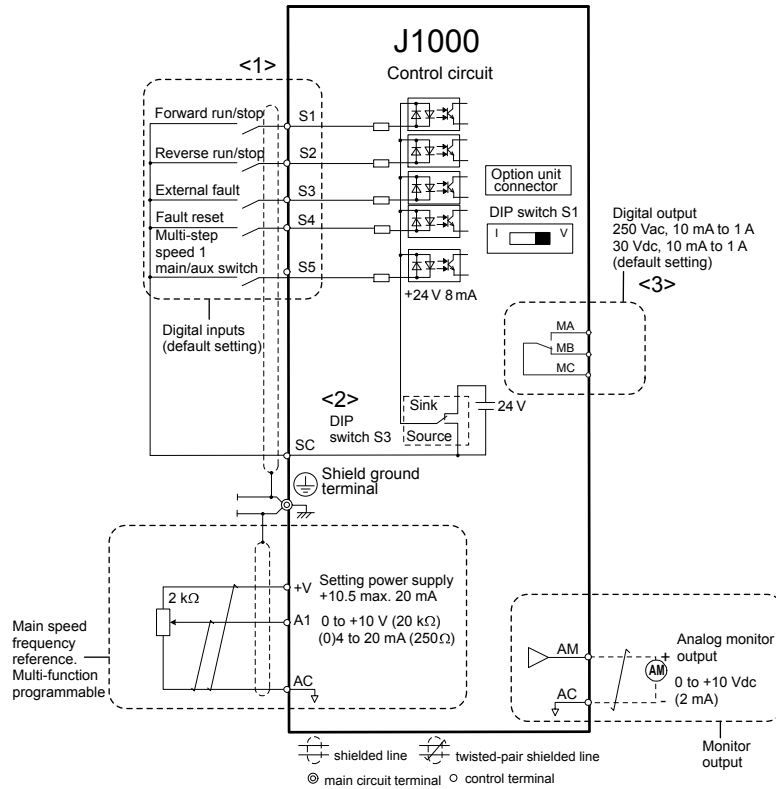 J1000
Control circuit
<1>
Forward run/stop
S1
Reverse run/stop
S2
External fault
S3
Fault reset
S4
Multi-step
speed 1
main/aux switch
S5
Digital inputs
(default setting)
+24 V 8 mA
Option unit
connector
DIP switch S1
I
V
Digital output
250 Vac, 10 mA to 1 A
30 Vdc, 10 mA to 1 A
(default setting)
<3>
MA
MB
MC
<2>
DIP
switch S3
Sink
Source
24 V
SC
Shield ground
terminal
Main speed
frequency
reference.
Multi-function
programmable
2 kΩ
+V
Setting power supply
+10.5 max. 20 mA
A1
0 to +10 V (20 kΩ)
(0)4 to 20 mA (250Ω)
AC
AM
+
AM
Analog monitor
output
0 to +10 Vdc
(2 mA)
AC
-
Monitor
output
shielded line
twisted-pair shielded line
main circuit terminal
control terminal